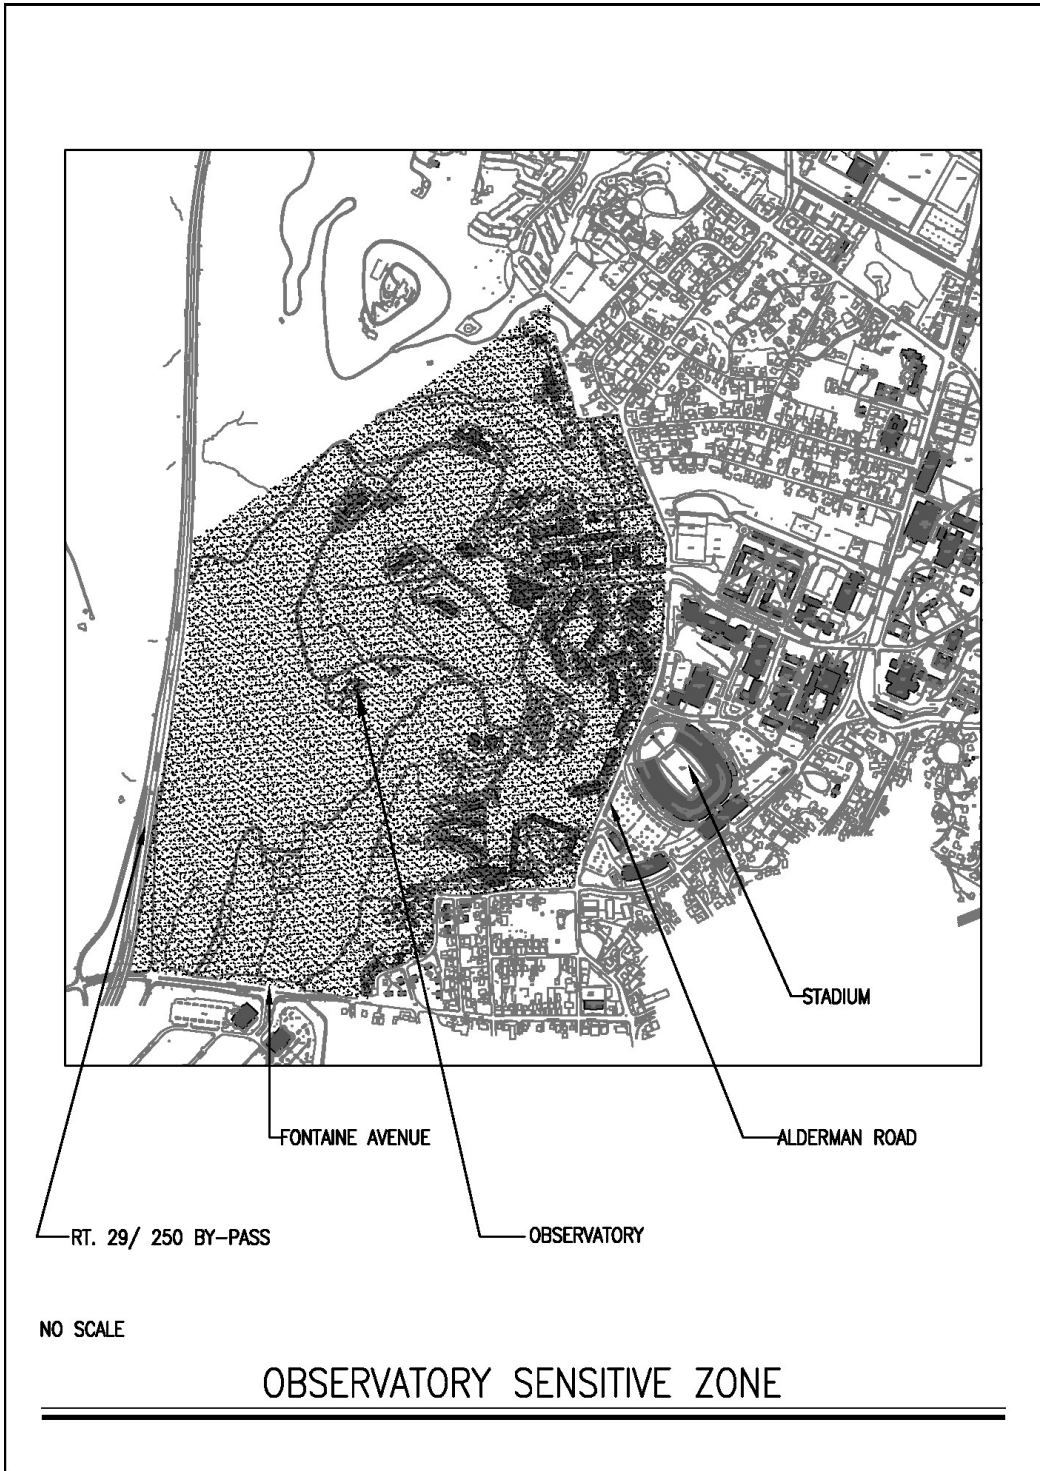 STADIUM
FONTAINE AVENUE
ALDERMAN ROAD
RT. 29/ 250 BY-PASS
OBSERVATORY
NO SCALE
OBSERVATORY SENSITIVE ZONE